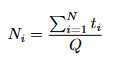 N_i = \frac{\sum_{i=1}^{N} t_i}{Q}